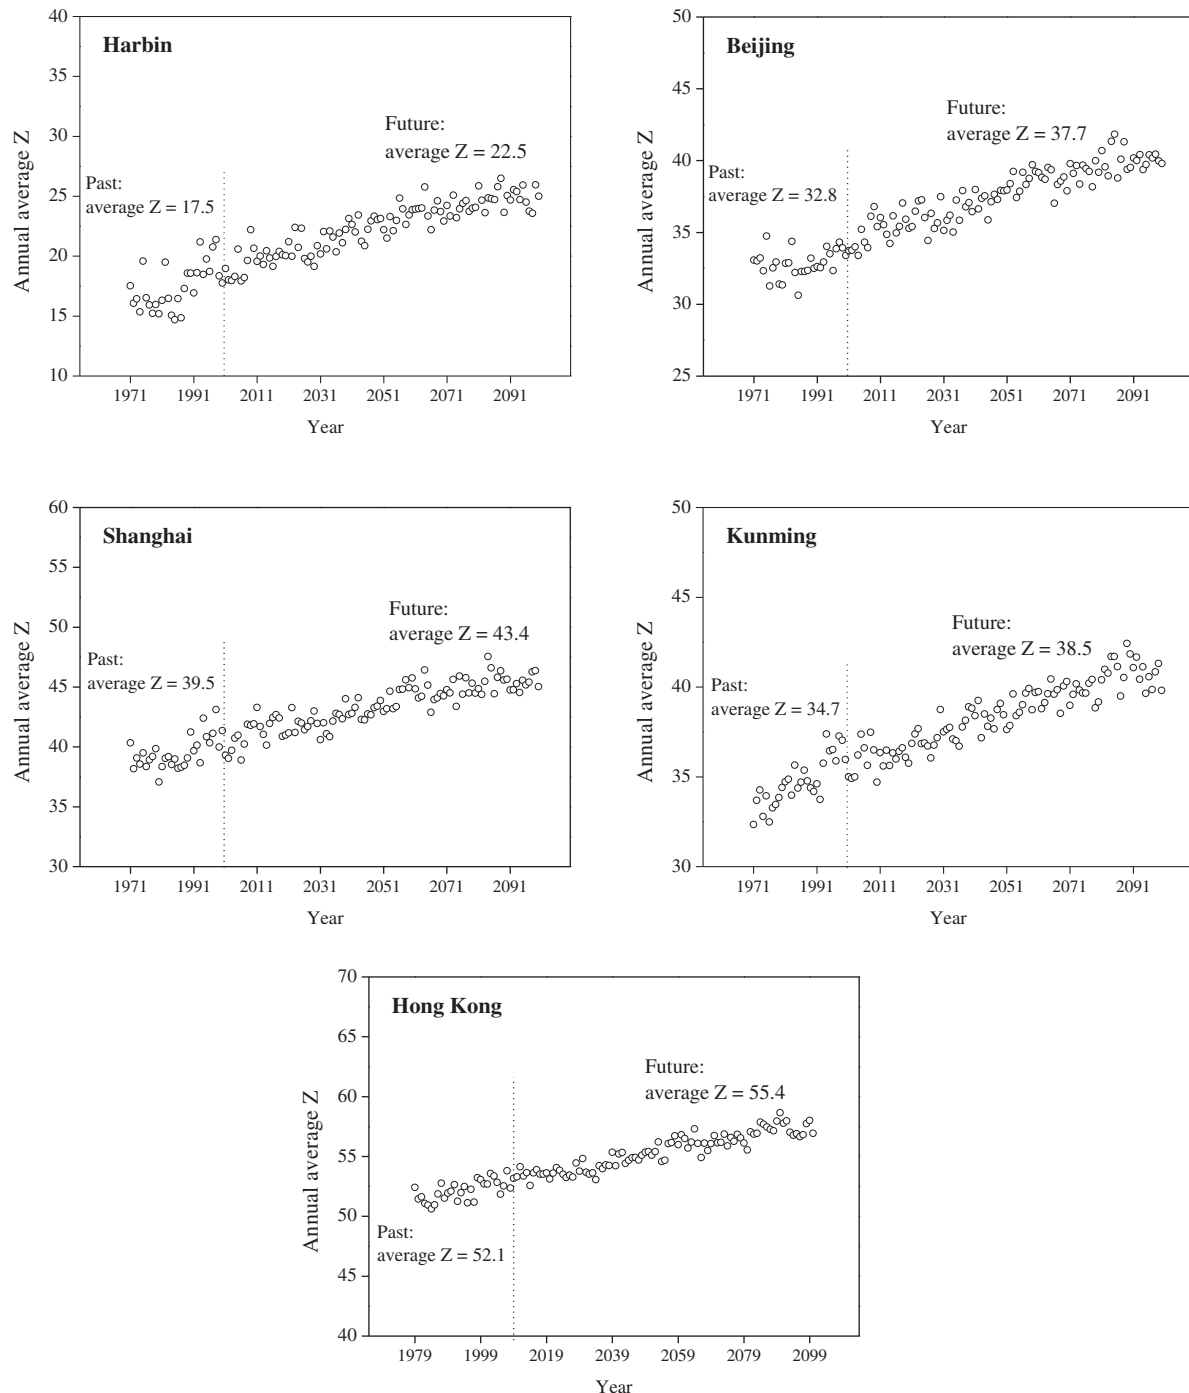 40
35
30
25
20
15
10
Annual average Z
Harbin
Past:
average Z = 17.5
Future:
average Z = 22.5
1971 1991 2011 2031 2051 2071 2091
Year
50
45
40
35
30
25
Annual average Z
Beijing
Past:
average Z = 32.8
Future:
average Z = 37.7
1971 1991 2011 2031 2051 2071 2091
Year
60
55
50
45
40
35
30
Annual average Z
Shanghai
Past:
average Z = 39.5
Future:
average Z = 43.4
1971 1991 2011 2031 2051 2071 2091
Year
50
45
40
35
30
Annual average Z
Kunming
Past:
average Z = 34.7
Future:
average Z = 38.5
1971 1991 2011 2031 2051 2071 2091
Year
70
65
60
55
50
45
40
Annual average Z
Hong Kong
Future:
average Z = 55.4
Past:
average Z = 52.1
1979 1999 2019 2039 2059 2079 2099
Year